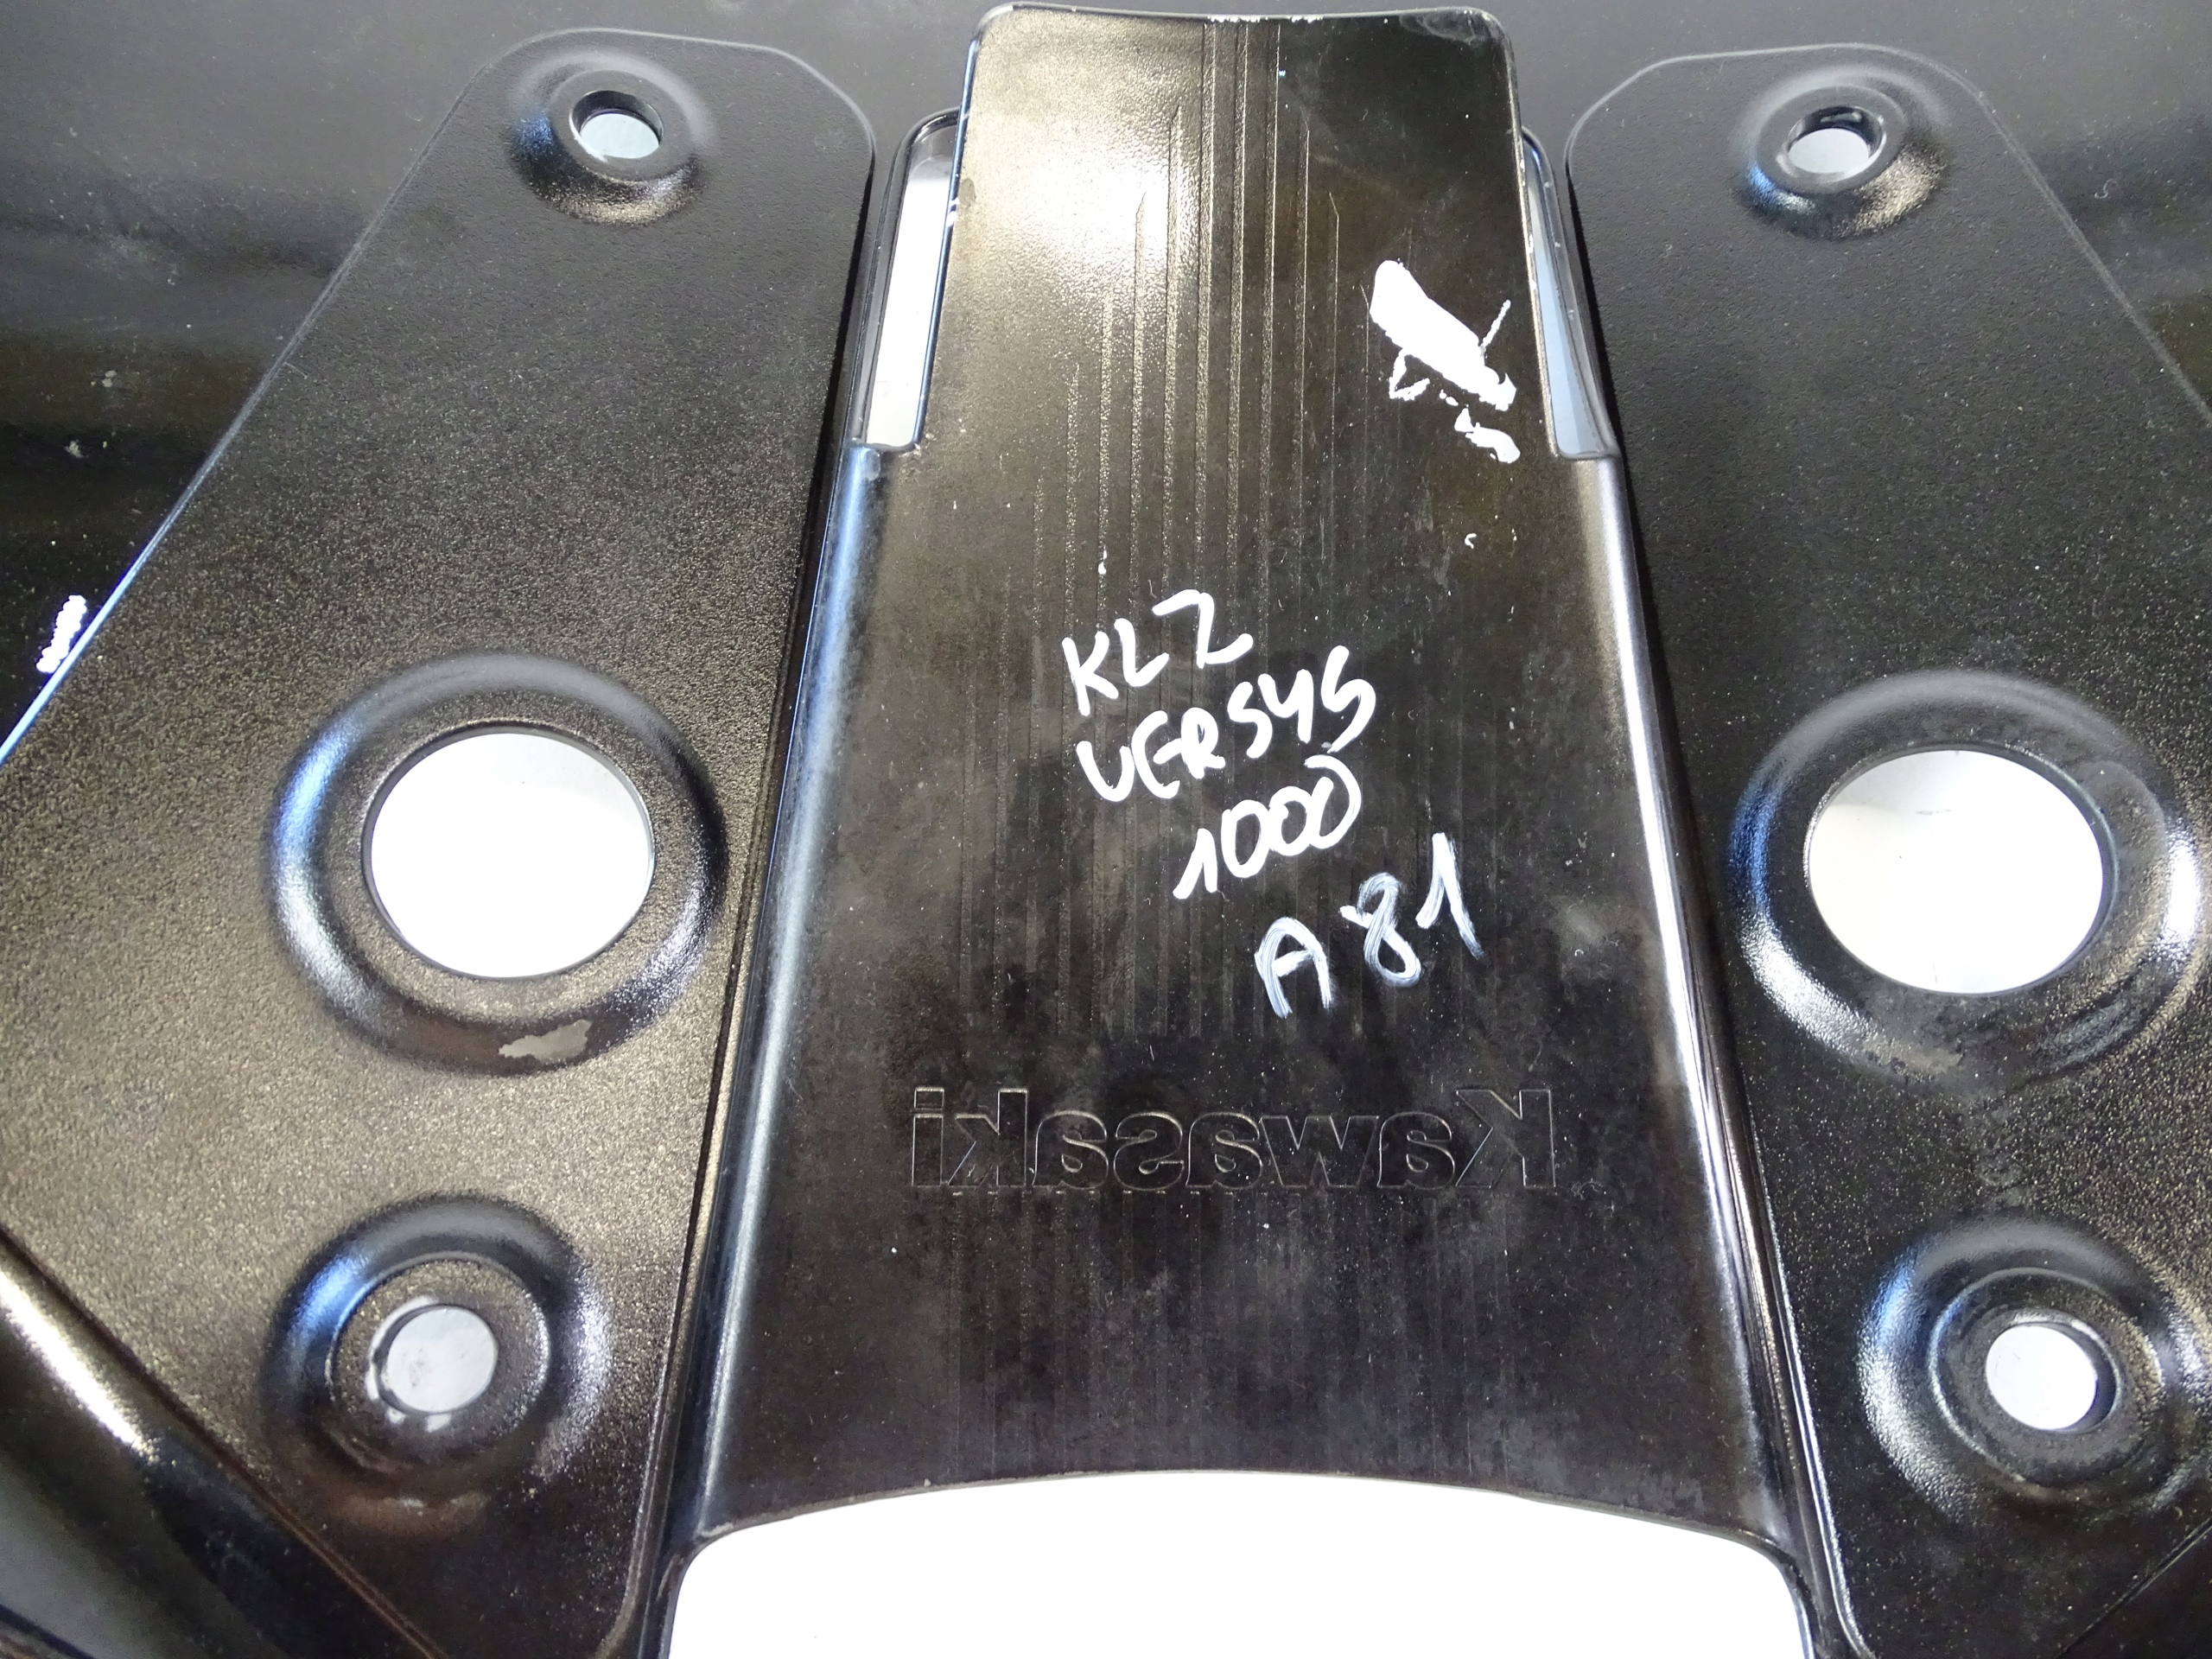 KLZ
VERSYS
1000
A81
Kawasaki